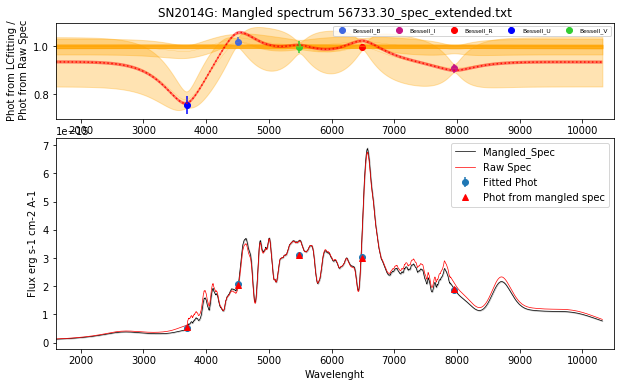 SN2014G: Mangled spectrum 56733.30_spec_extended.txt
Phot from LCfitting /
Phot from Raw Spec
1.0
0.8
Bessell_B
Bessell_I
Bessell_R
Bessell_U
Bessell_V
2000 3000 4000 5000 6000 7000 8000 9000 10000
Flux erg s-1 cm-2 A-1
7
6
5
4
3
2
1
0
Mangled_Spec
Raw Spec
Fitted Phot
Phot from mangled spec
2000 3000 4000 5000 6000 7000 8000 9000 10000
Wavelenght